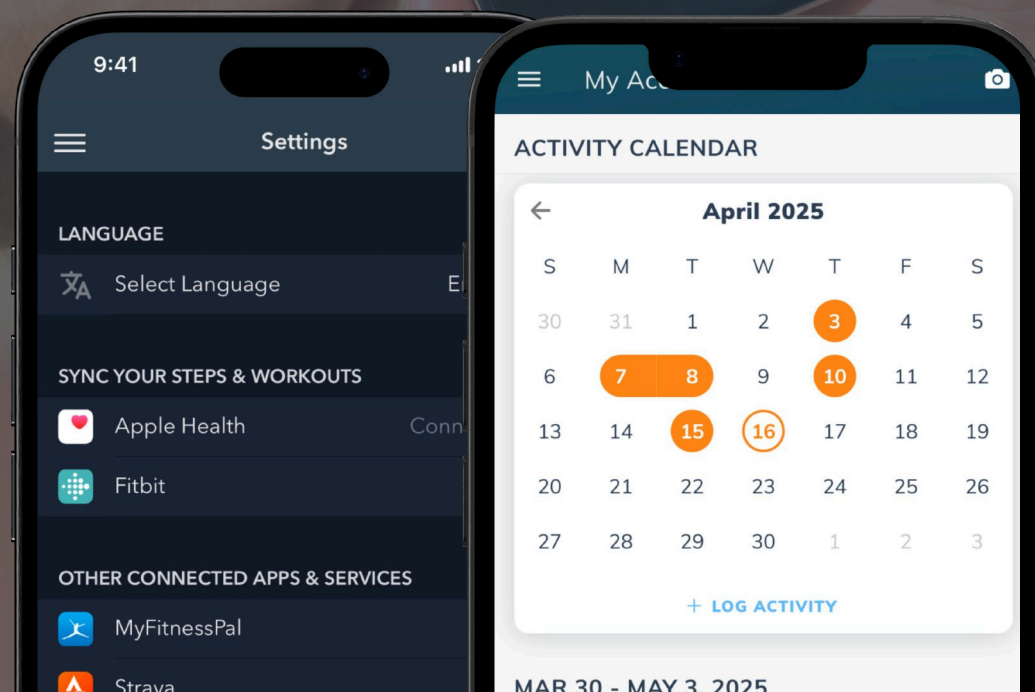 9:41
Settings
LANGUAGE
Select Language
SYNC YOUR STEPS & WORKOUTS
Apple Health
Fitbit
OTHER CONNECTED APPS & SERVICES
MyFitnessPal
Strava
My
ACTIVITY CALENDAR
April 2025
S M T W T F S
30 31 1 2 3 4 5
6 7 8 9 10 11 12
13 14 15 16 17 18 19
20 21 22 23 24 25 26
27 28 29 30 1 2 3
+ LOG ACTIVITY
MAR 30 - MAY 3, 2025